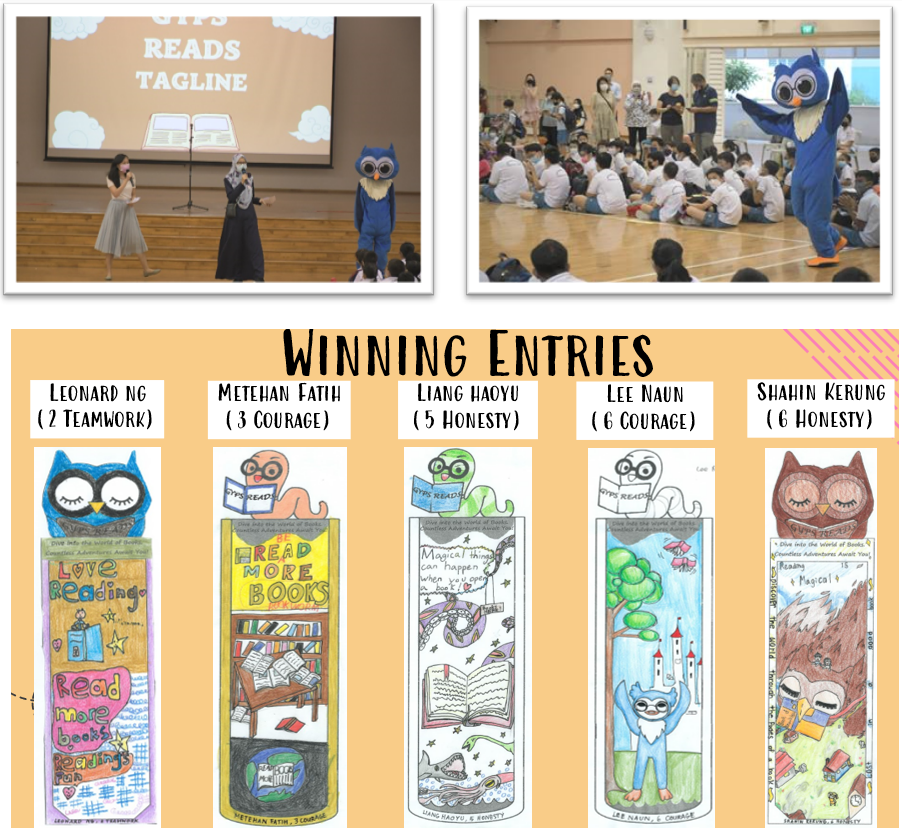 GYPS
READS
TAGLINE
WINNING ENTRIES
LEONARD NG
(2 TEAMWORK)
METEHAN FATIH
(3 COURAGE)
LIANG HAOYU
(5 HONESTY)
LEE NAUN
(6 COURAGE)
SHAHIN KERUNG
(6 HONESTY)
Dive into the World of Books
Countless Adventures Await You!
Love
Reading
Read
more
books
Reading's
Fun
LEONARD NG, 2 TEAMWORK
GYPS READS
Dive into the World of Books
Countless Adventures Await You!
BE
READ
MORE
BOOKS
METEHAN FATIH, 3 COURAGE
GYPS READS
Dive into the World of Books
Countless Adventures Await You!
Magical things
can happen
when you open
a book!
LIANG HAOYU, 5 HONESTY
GYPS READS
Dive into the World of Books
Countless Adventures Await You!
LEE NAUN, 6 COURAGE
Dive into the World of Books
Countless Adventures Await You!
Reading IS
Magical
DISCOVER the World through the Pages of a book
SHAHIN KERUNG, 6 HONESTY